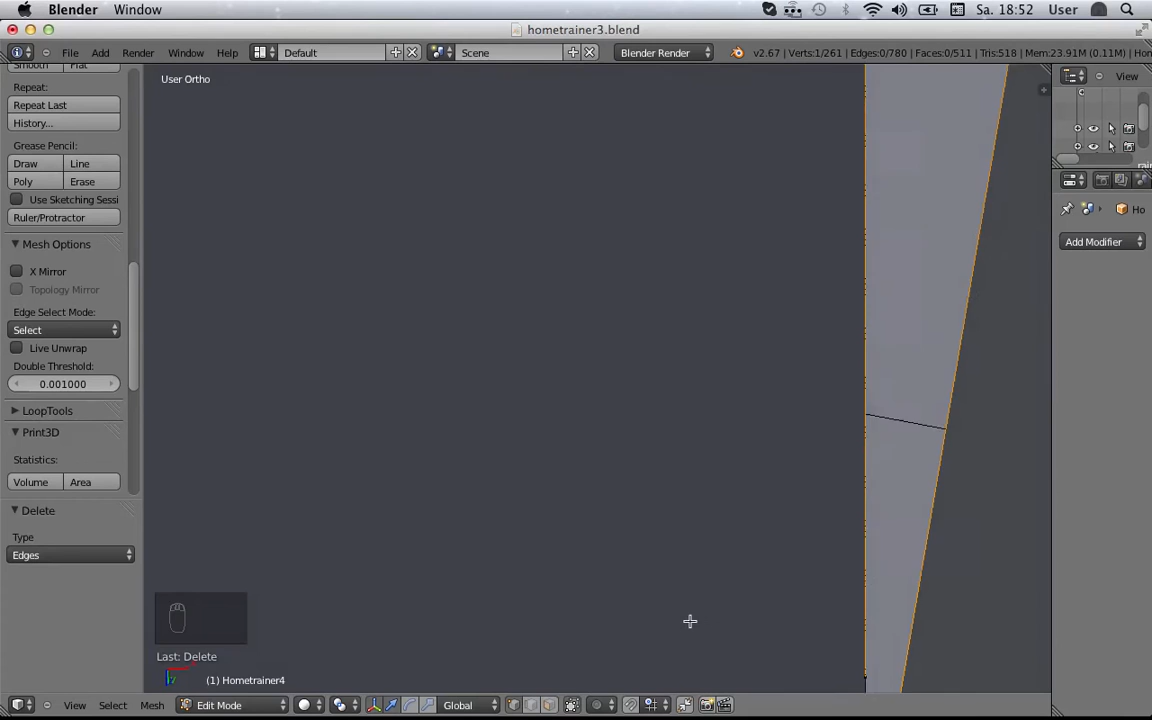 Blender Window Sa. 18:52 User
hometrainer3.blend
File Add Render Window Help Default Scene Blender Render v2.67 | Verts:1/261 | Edges:0/780 | Faces:0/511 | Tris:518 | Mem:23.91M (0.11M) | Hon
Smooth Flat
User Ortho
View
Repeat:
Repeat Last
History...
Grease Pencil:
Draw Line
Poly Erase
Use Sketching Sessi
Ruler/Protractor
Ho
Mesh Options
Add Modifier
X Mirror
Topology Mirror
Edge Select Mode:
Select
Live Unwrap
Double Threshold:
0.001000
LoopTools
Print3D
Statistics:
Volume Area
Delete
Type
Edges
Last: Delete
(1) Hometrainer4
View Select Mesh Edit Mode Global